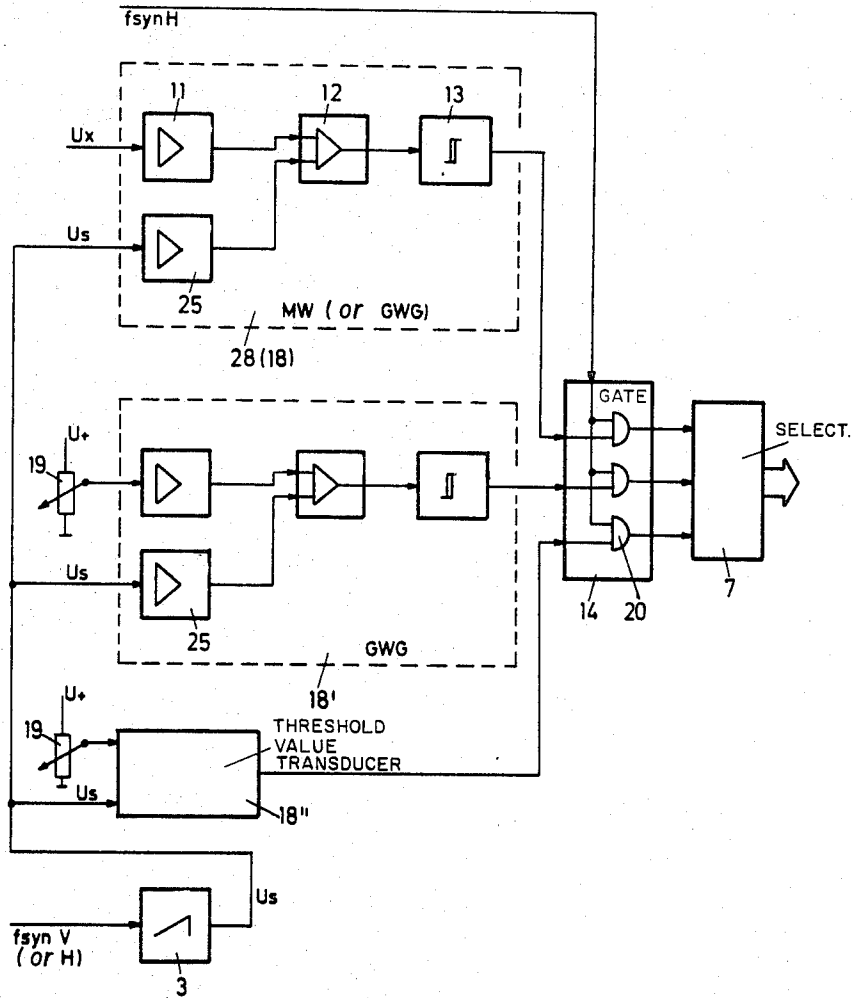 fsynH
11
12
13
Ux
Us
25
MW (or GWG)
28(18)
GATE
SELECT.
U+
19
Us
25
14
20
7
GWG
18'
U+
19
THRESHOLD
VALUE
TRANSDUCER
Us
18"
Us
fsyn V
(or H)
3